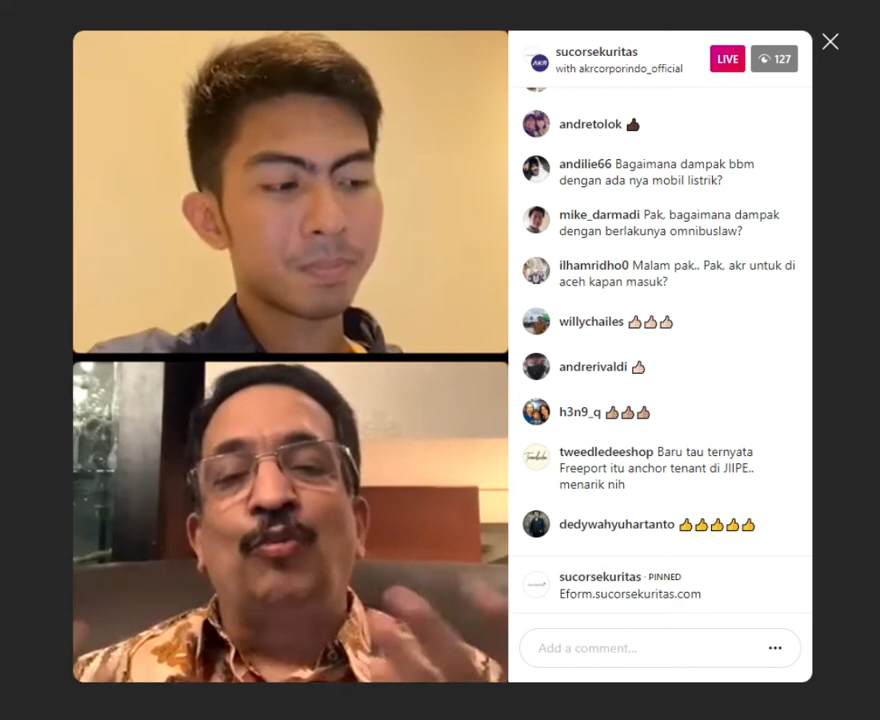 sucorsekuritas
with akrcorporindo_official
AKR
LIVE
127
andretolok
andilie66 Bagaimana dampak bbm
dengan ada nya mobil listrik?
mike_darmadi Pak, bagaimana dampak
dengan berlakunya omnibuslaw?
ilhamridho0 Malam pak.. Pak, akr untuk di
aceh kapan masuk?
willychailes
andrerivaldi
h3n9_q
tweedledeeshop Baru tau ternyata
Freeport itu anchor tenant di JIIPE..
menarik nih
dedywahyuhartanto
sucorsekuritas · PINNED
Eform.sucorsekuritas.com
Add a comment...